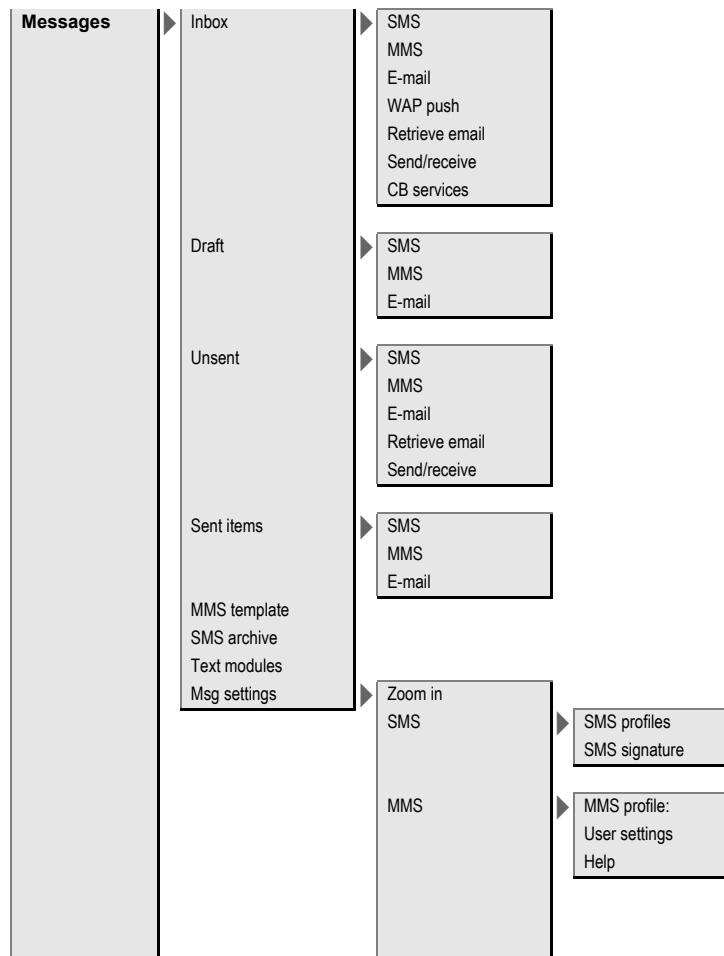 Messages
Inbox
SMS
MMS
E-mail
WAP push
Retrieve email
Send/receive
CB services
Draft
SMS
MMS
E-mail
Unsent
SMS
MMS
E-mail
Retrieve email
Send/receive
Sent items
SMS
MMS
E-mail
MMS template
SMS archive
Text modules
Msg settings
Zoom in
SMS
SMS profiles
SMS signature
MMS
MMS profile:
User settings
Help